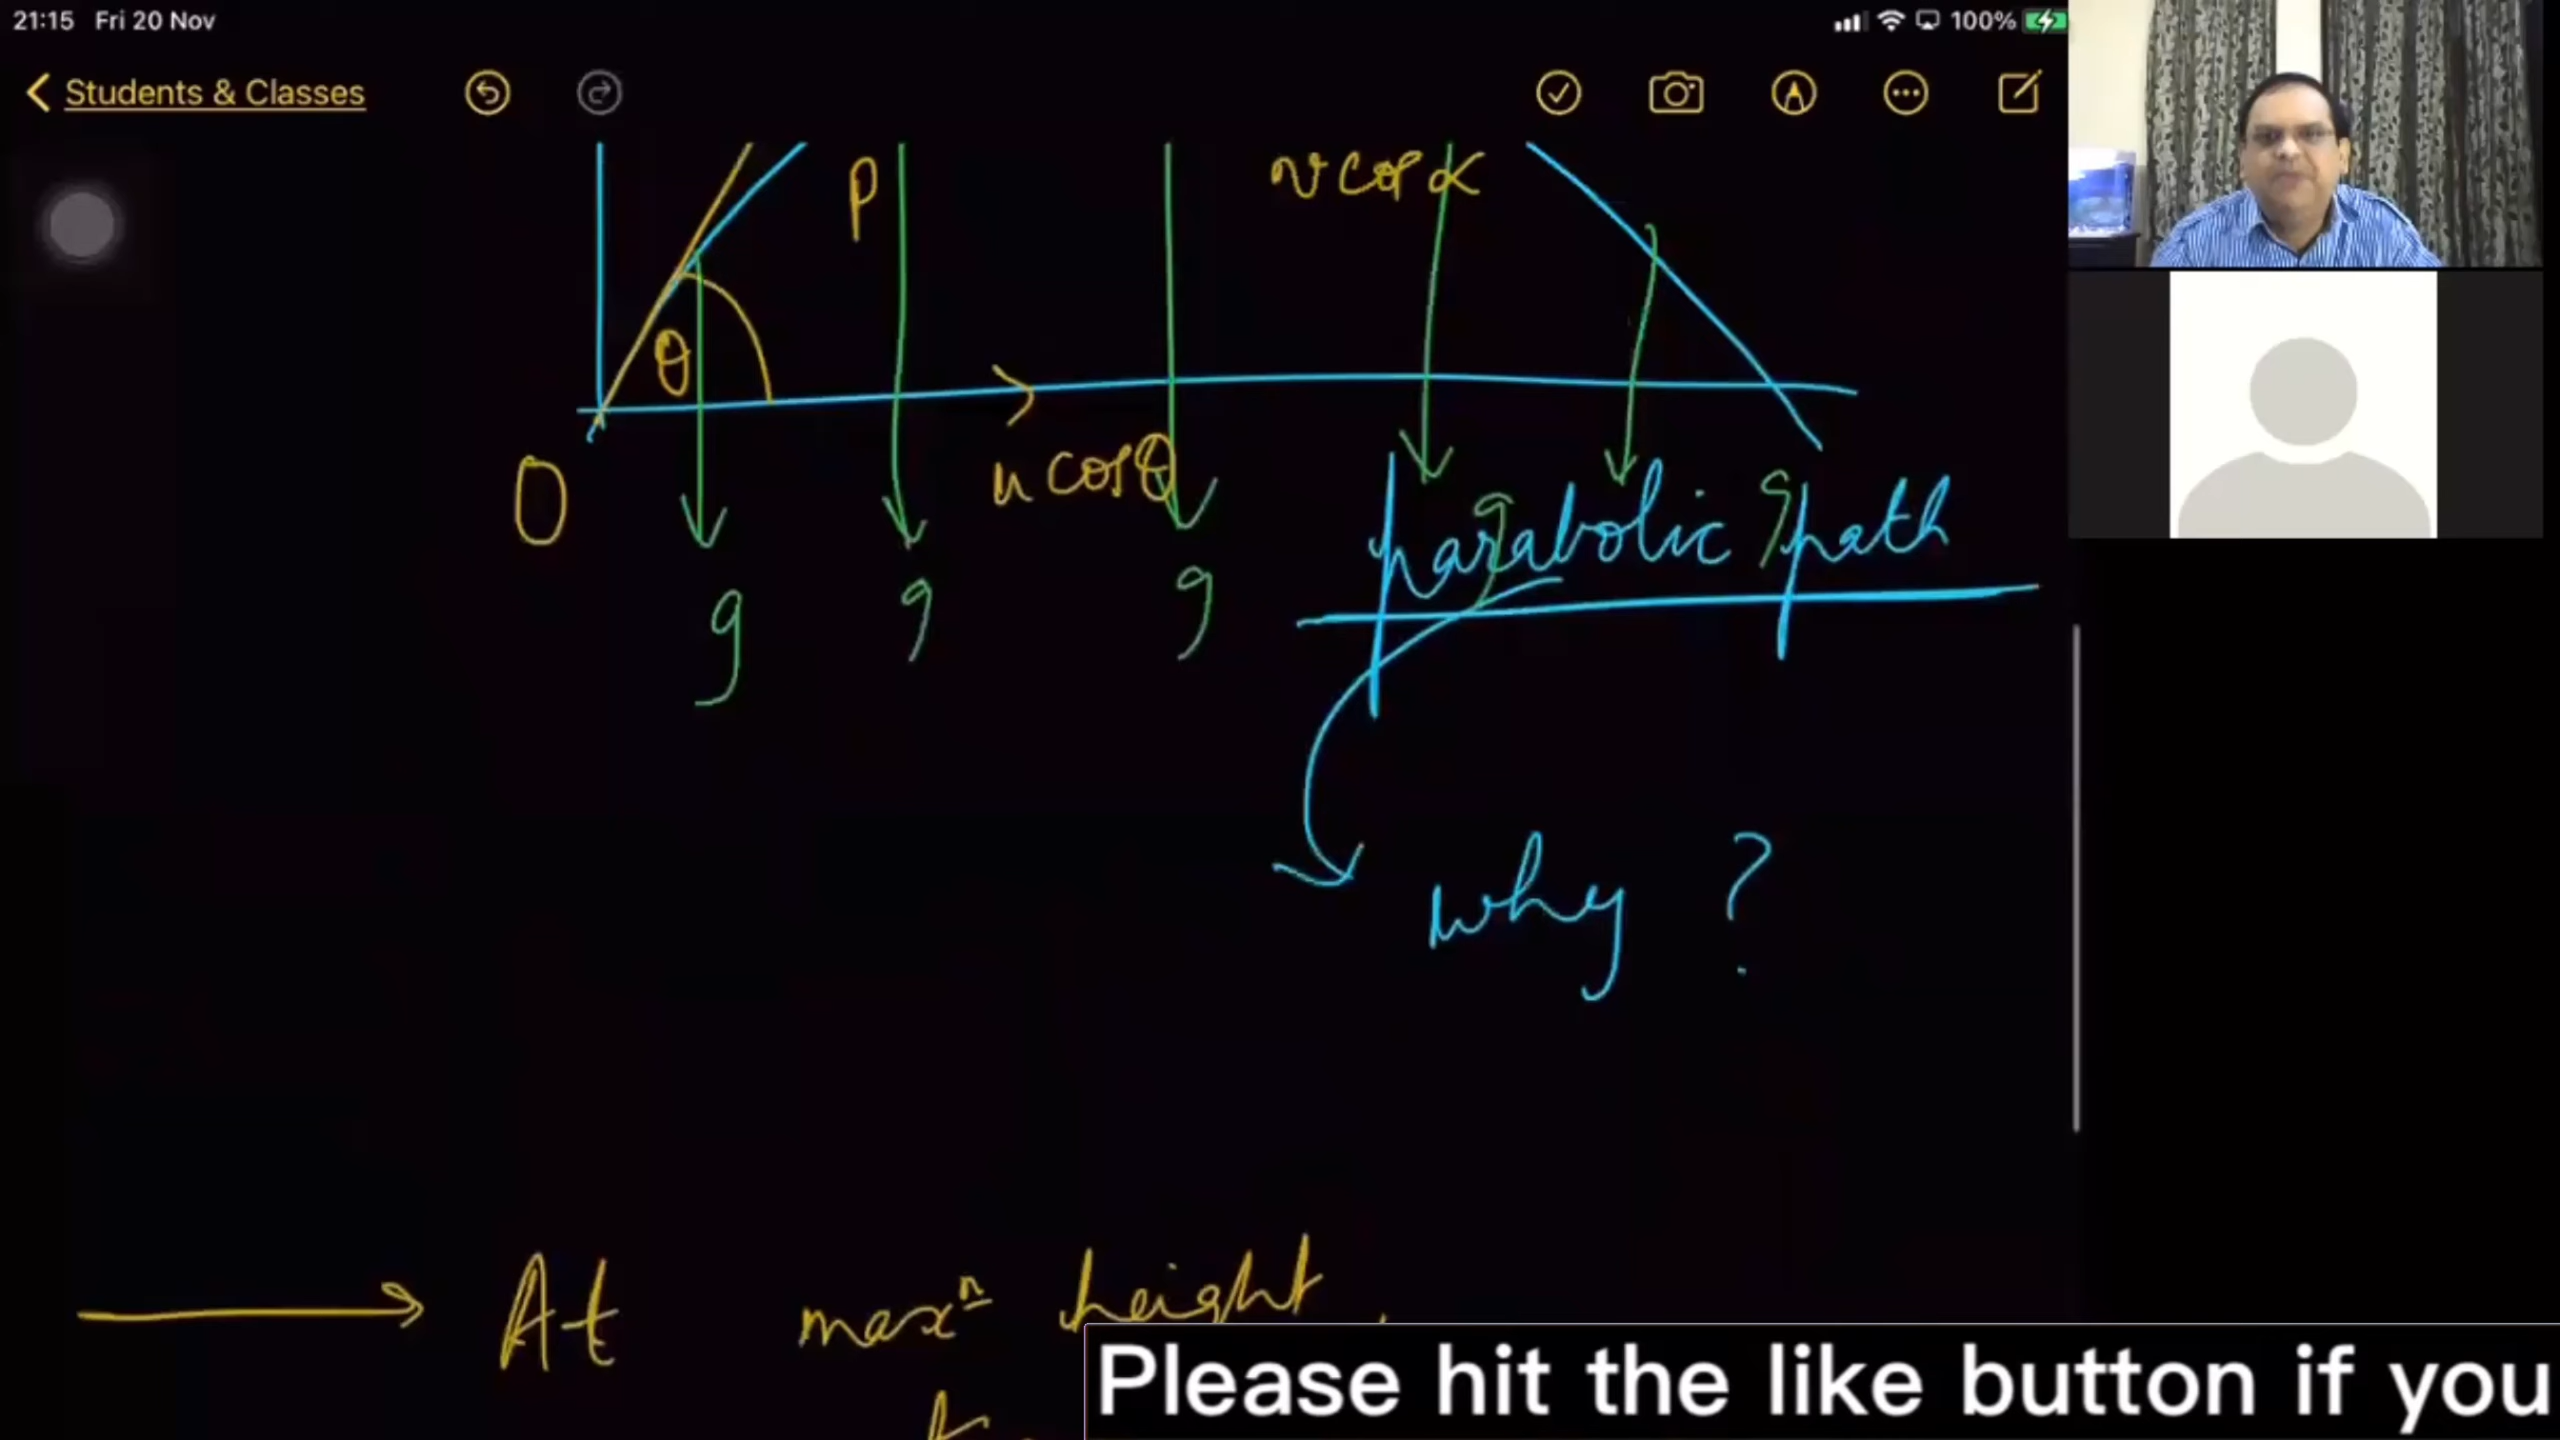 21:15 Fri 20 Nov 100%
Students & Classes
P v cos α
θ
O u cos θ
g g g g g
parabolic path
why ?
At maxᵐ height,
Please hit the like button if you